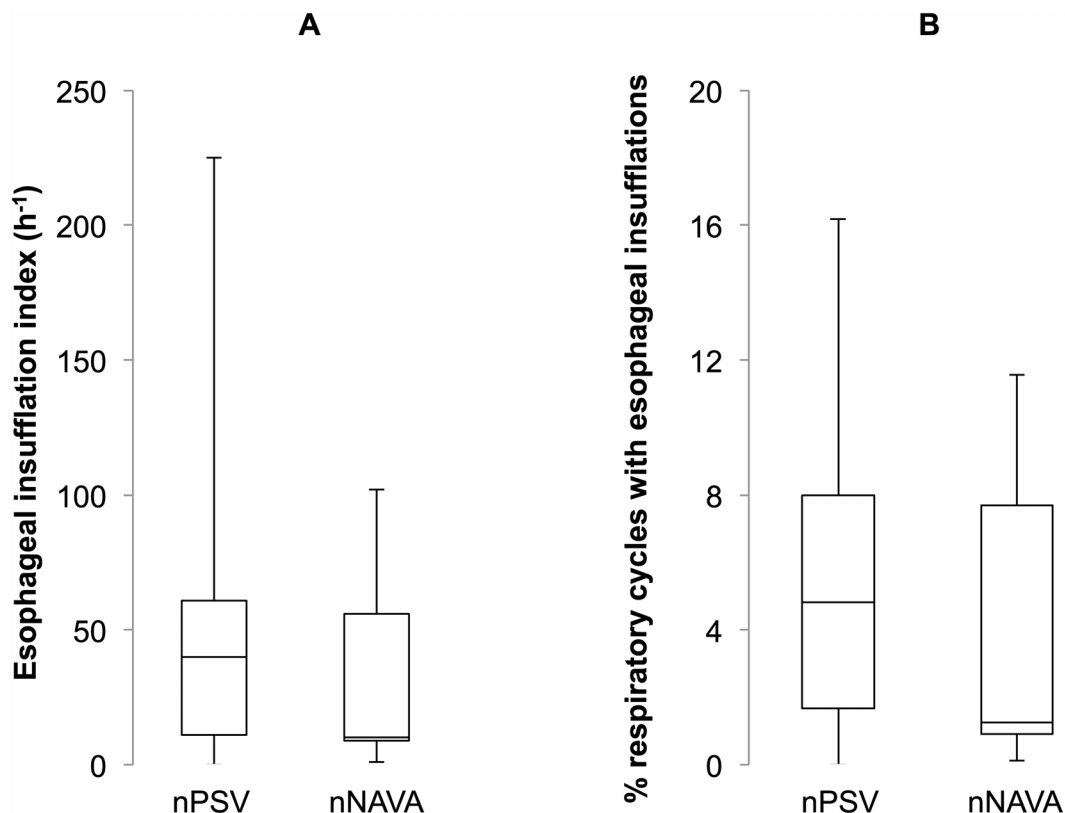 A
B
Esophageal insufflation index (h-1)
250
200
150
100
50
0
nPSV
nNAVA
% respiratory cycles with esophageal insufflations
20
16
12
8
4
0
nPSV
nNAVA